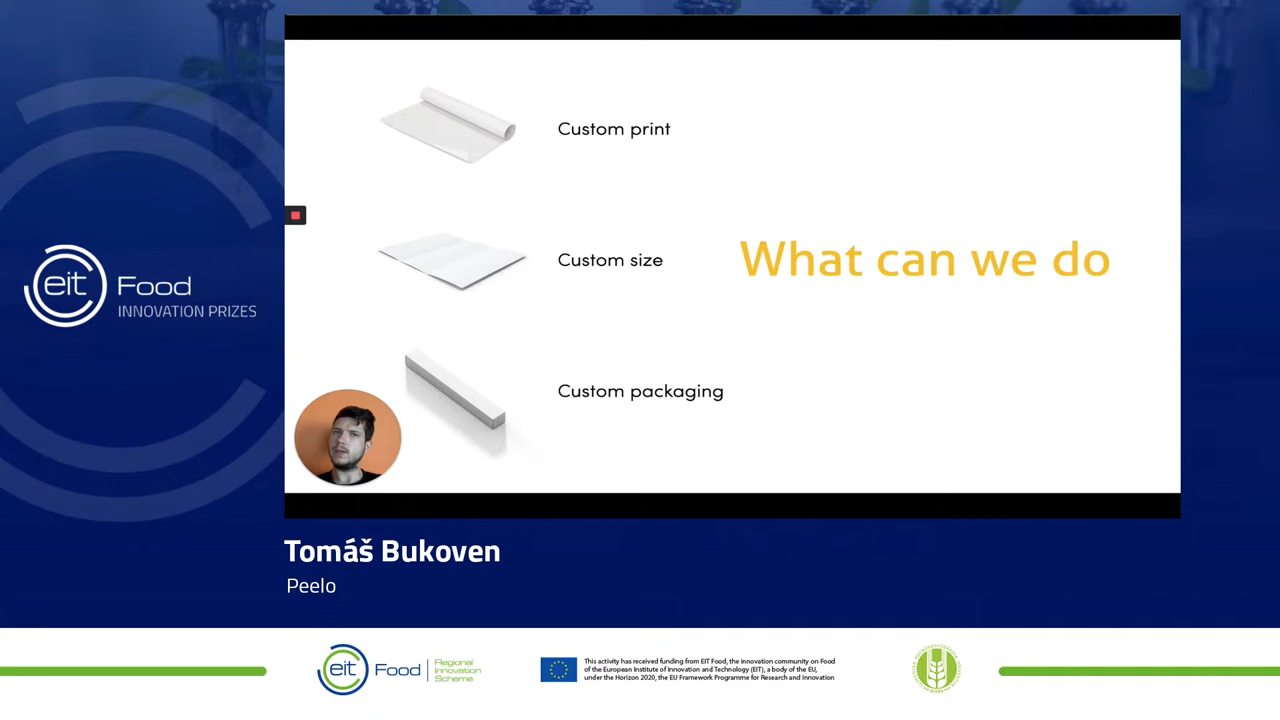 Custom print
Custom size
What can we do
Custom packaging
eit Food
INNOVATION PRIZES
Tomáš Bukoven
Peelo
eit Food
Regional
Innovation
Scheme
This activity has received funding from EIT Food, the innovation community on Food
of the European Institute of Innovation and Technology (EIT), a body of the EU,
under the Horizon 2020, the EU Framework Programme for Research and Innovation